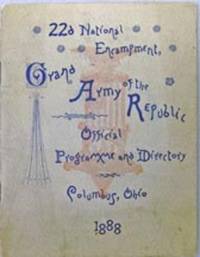 22d National
Encampment,
Grand
Army of the
Republic
Official
Programme and Directory
Columbus, Ohio
1888